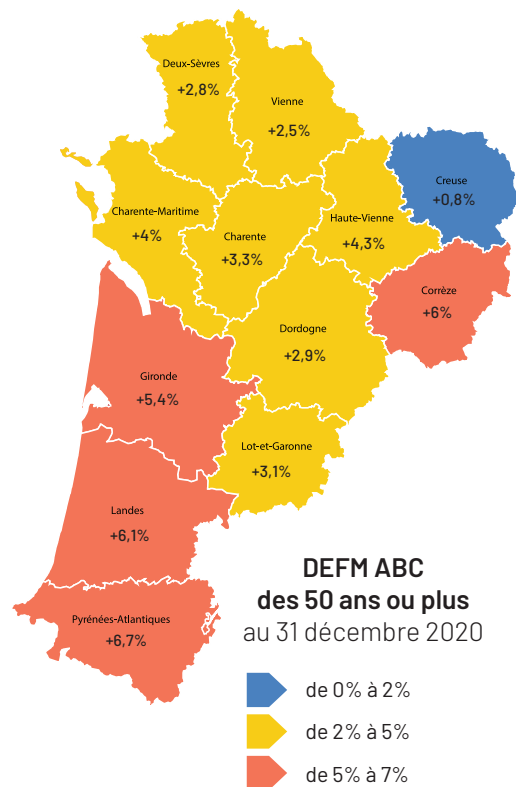 Deux-Sèvres
+2,8%
Vienne
+2,5%
Creuse
+0,8%
Charente-Maritime
+4%
Charente
+3,3%
Haute-Vienne
+4,3%
Corrèze
+6%
Dordogne
+2,9%
Gironde
+5,4%
Lot-et-Garonne
+3,1%
Landes
+6,1%
Pyrénées-Atlantiques
+6,7%
DEFM ABC
des 50 ans ou plus
au 31 décembre 2020
de 0% à 2%
de 2% à 5%
de 5% à 7%